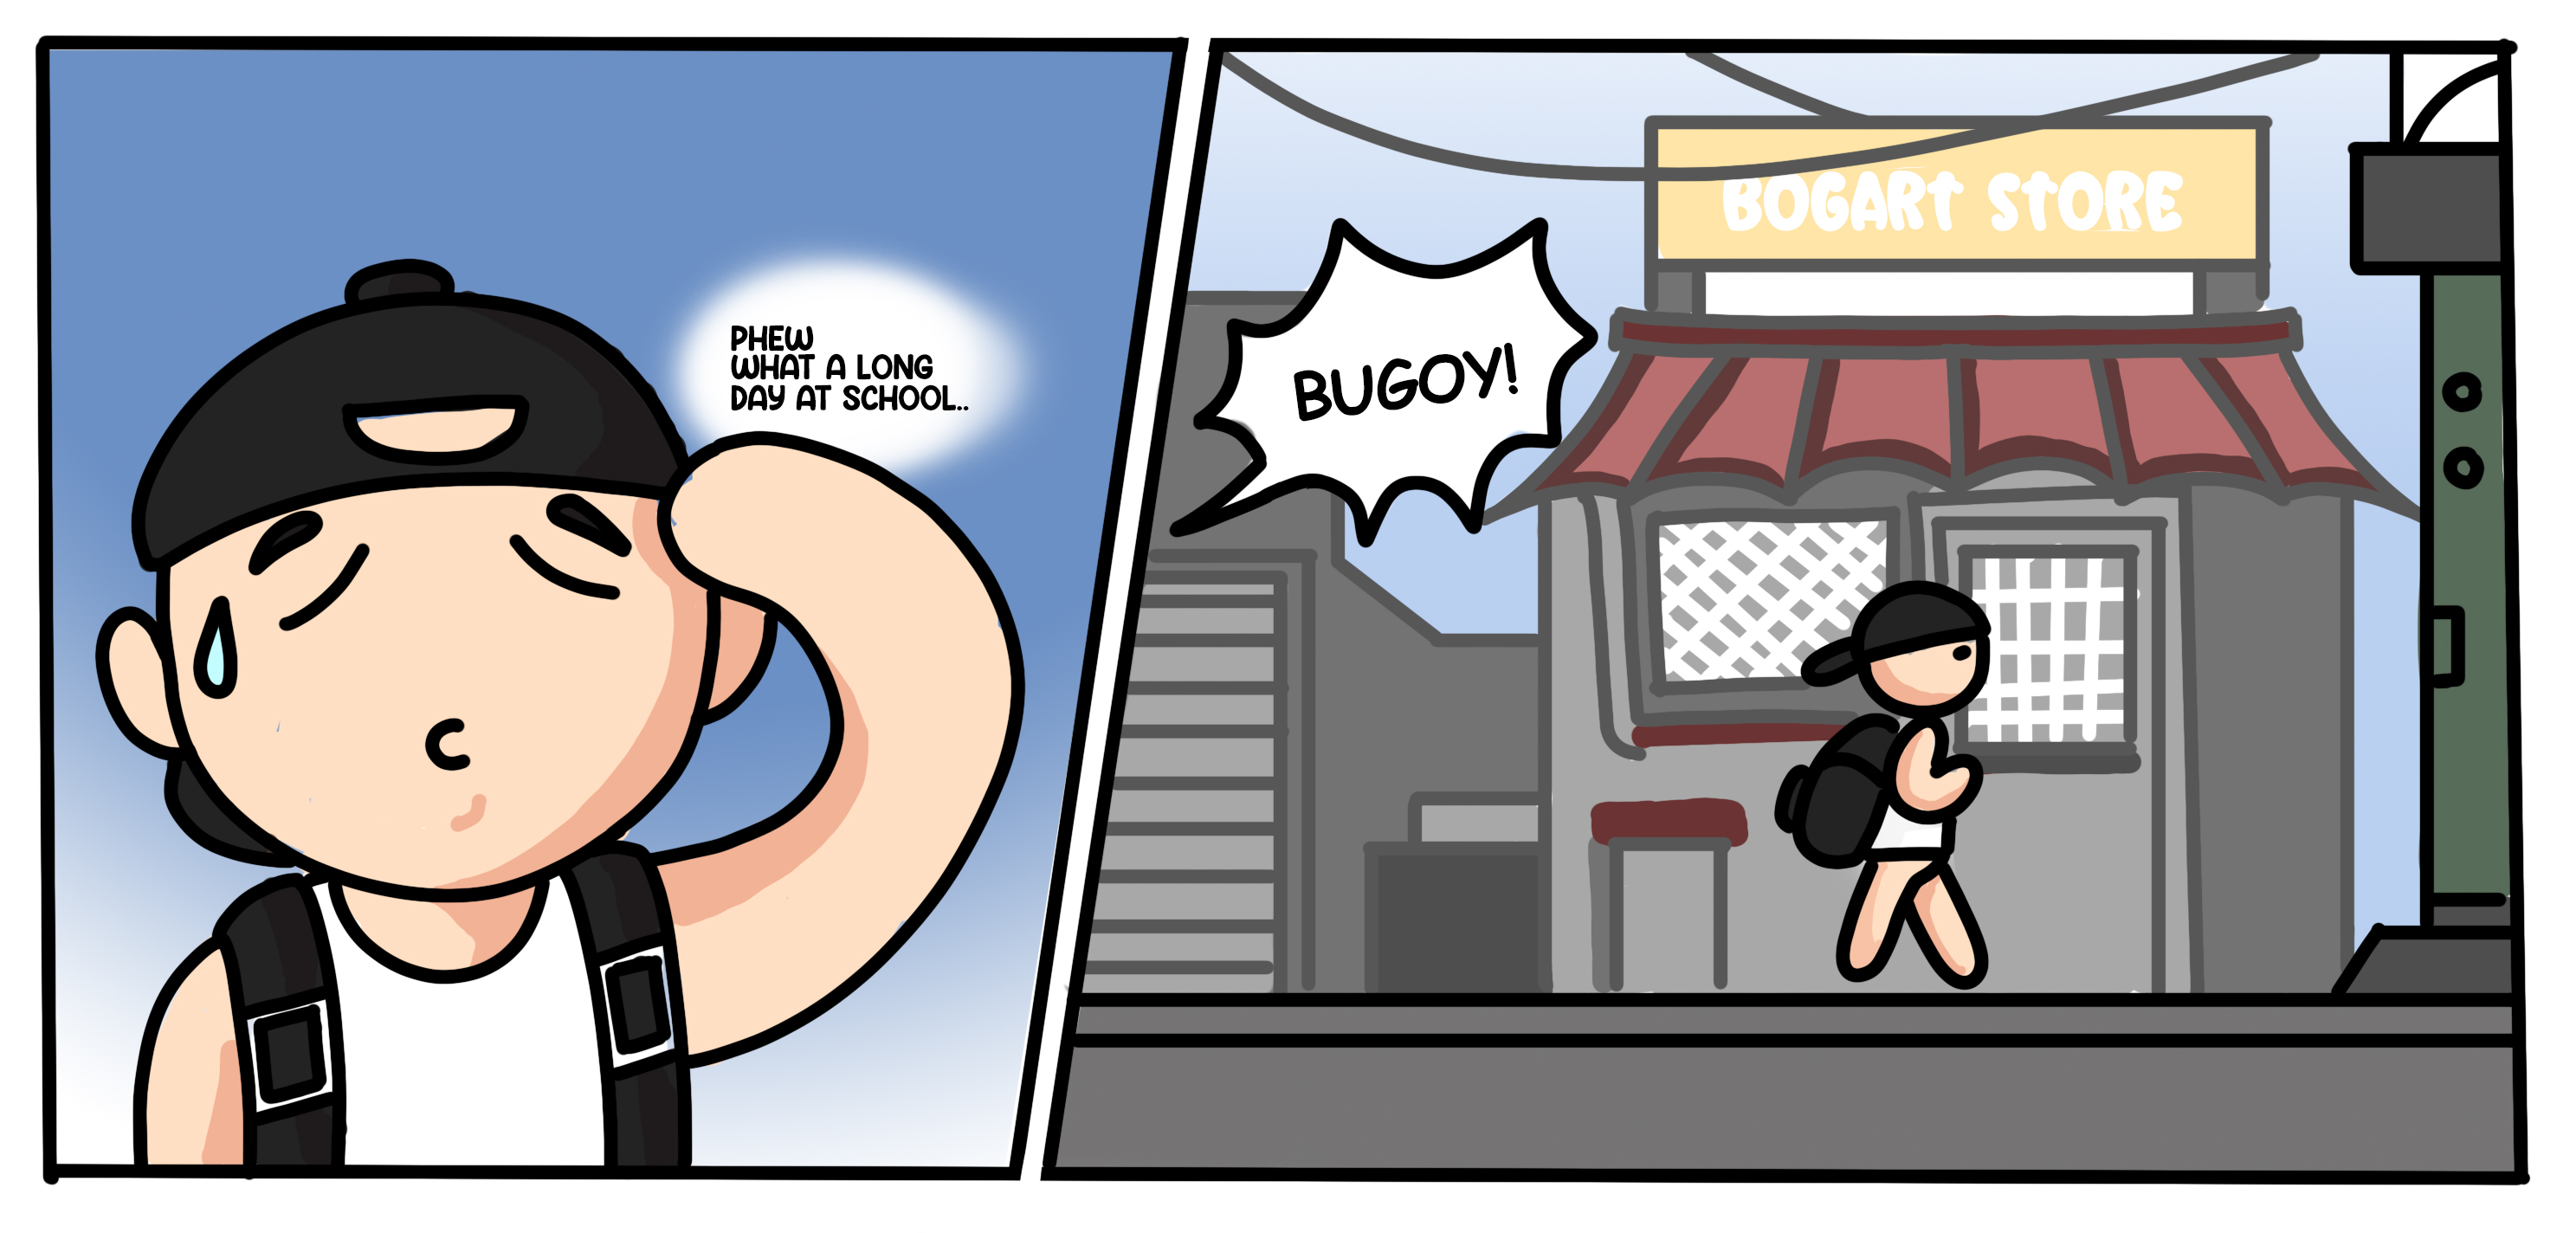 PHEW
WHAT A LONG
DAY AT SCHOOL..
BOGART STORE
BUGOY!